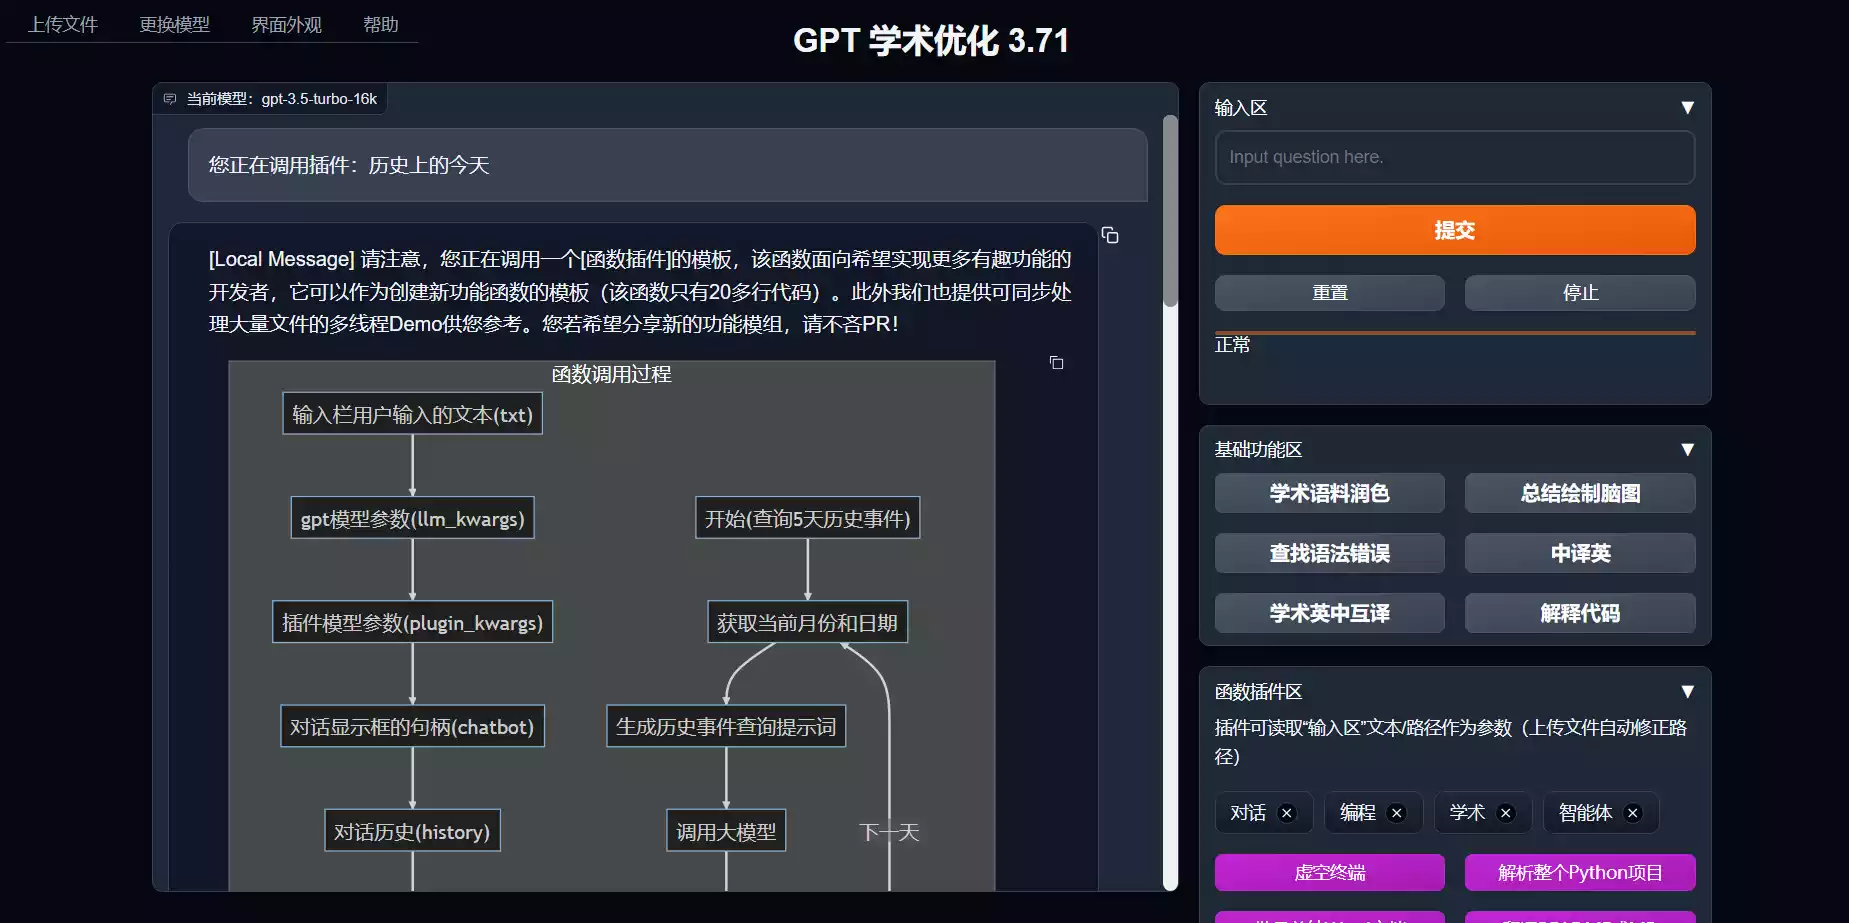 上传文件
更换模型
界面外观
帮助
GPT 学术优化 3.71
当前模型：gpt-3.5-turbo-16k
您正在调用插件：历史上的今天
[Local Message] 请注意，您正在调用一个[函数插件]的模板，该函数面向希望实现更多有趣功能的
开发者，它可以作为创建新功能函数的模板（该函数只有20多行代码）。此外我们也提供可同步处
理大量文件的多线程Demo供您参考。您若希望分享新的功能模组，请不吝PR！
函数调用过程
输入栏用户输入的文本(txt)
gpt模型参数(llm_kwargs)
开始(查询5天历史事件)
插件模型参数(plugin_kwargs)
获取当前月份和日期
对话显示框的句柄(chatbot)
生成历史事件查询提示词
对话历史(history)
调用大模型
下一天
输入区
▼
Input question here.
提交
重置
停止
正常
基础功能区
▼
学术语料润色
总结绘制脑图
查找语法错误
中译英
学术英中互译
解释代码
函数插件区
▼
插件可读取“输入区”文本/路径作为参数（上传文件自动修正路
径）
对话
编程
学术
智能体
虚空终端
解析整个Python项目